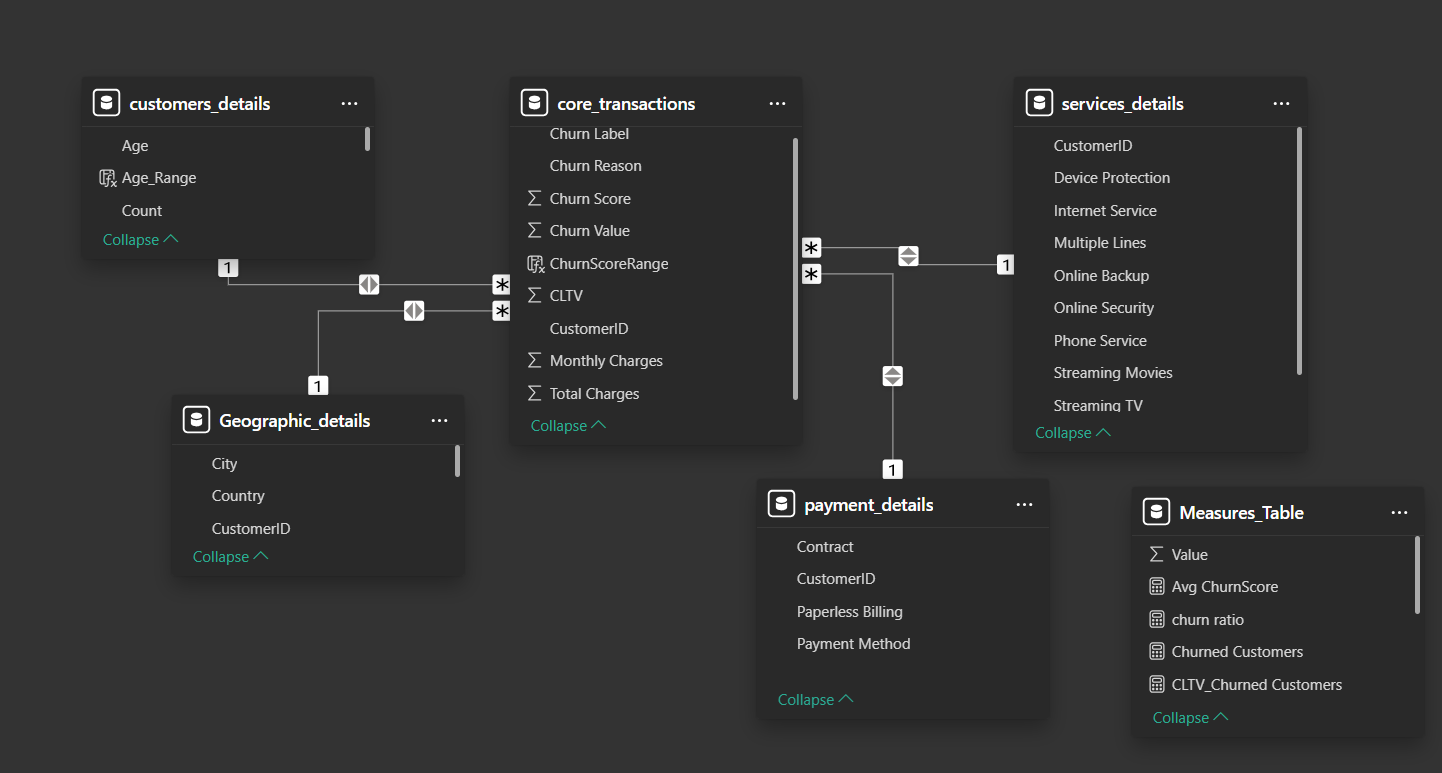 customers_details
...
Age
Age_Range
Count
Collapse
1
*
*
1
core_transactions
...
Churn Label
Churn Reason
Churn Score
Churn Value
ChurnScoreRange
CLTV
CustomerID
Monthly Charges
Total Charges
Collapse
*
*
1
1
services_details
...
CustomerID
Device Protection
Internet Service
Multiple Lines
Online Backup
Online Security
Phone Service
Streaming Movies
Streaming TV
Collapse
Geographic_details
...
City
Country
CustomerID
Collapse
payment_details
...
Contract
CustomerID
Paperless Billing
Payment Method
Collapse
Measures_Table
...
Value
Avg ChurnScore
churn ratio
Churned Customers
CLTV_Churned Customers
Collapse